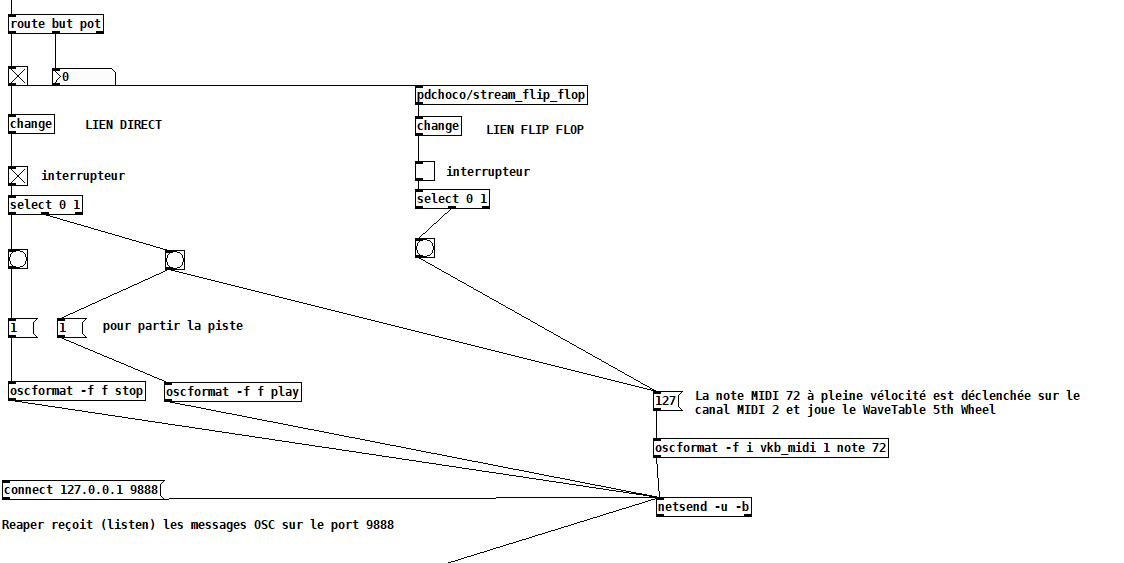 route but pot
0
pdchoco/stream_flip_flop
change
LIEN DIRECT
change
LIEN FLIP FLOP
interrupteur
interrupteur
select 0 1
select 0 1
1
1
pour partir la piste
oscformat -f f stop
oscformat -f f play
127
La note MIDI 72 à pleine vélocité est déclenchée sur le
canal MIDI 2 et joue le WaveTable 5th Wheel
oscformat -f i vkb_midi 1 note 72
connect 127.0.0.1 9888
netsend -u -b
Reaper reçoit (listen) les messages OSC sur le port 9888